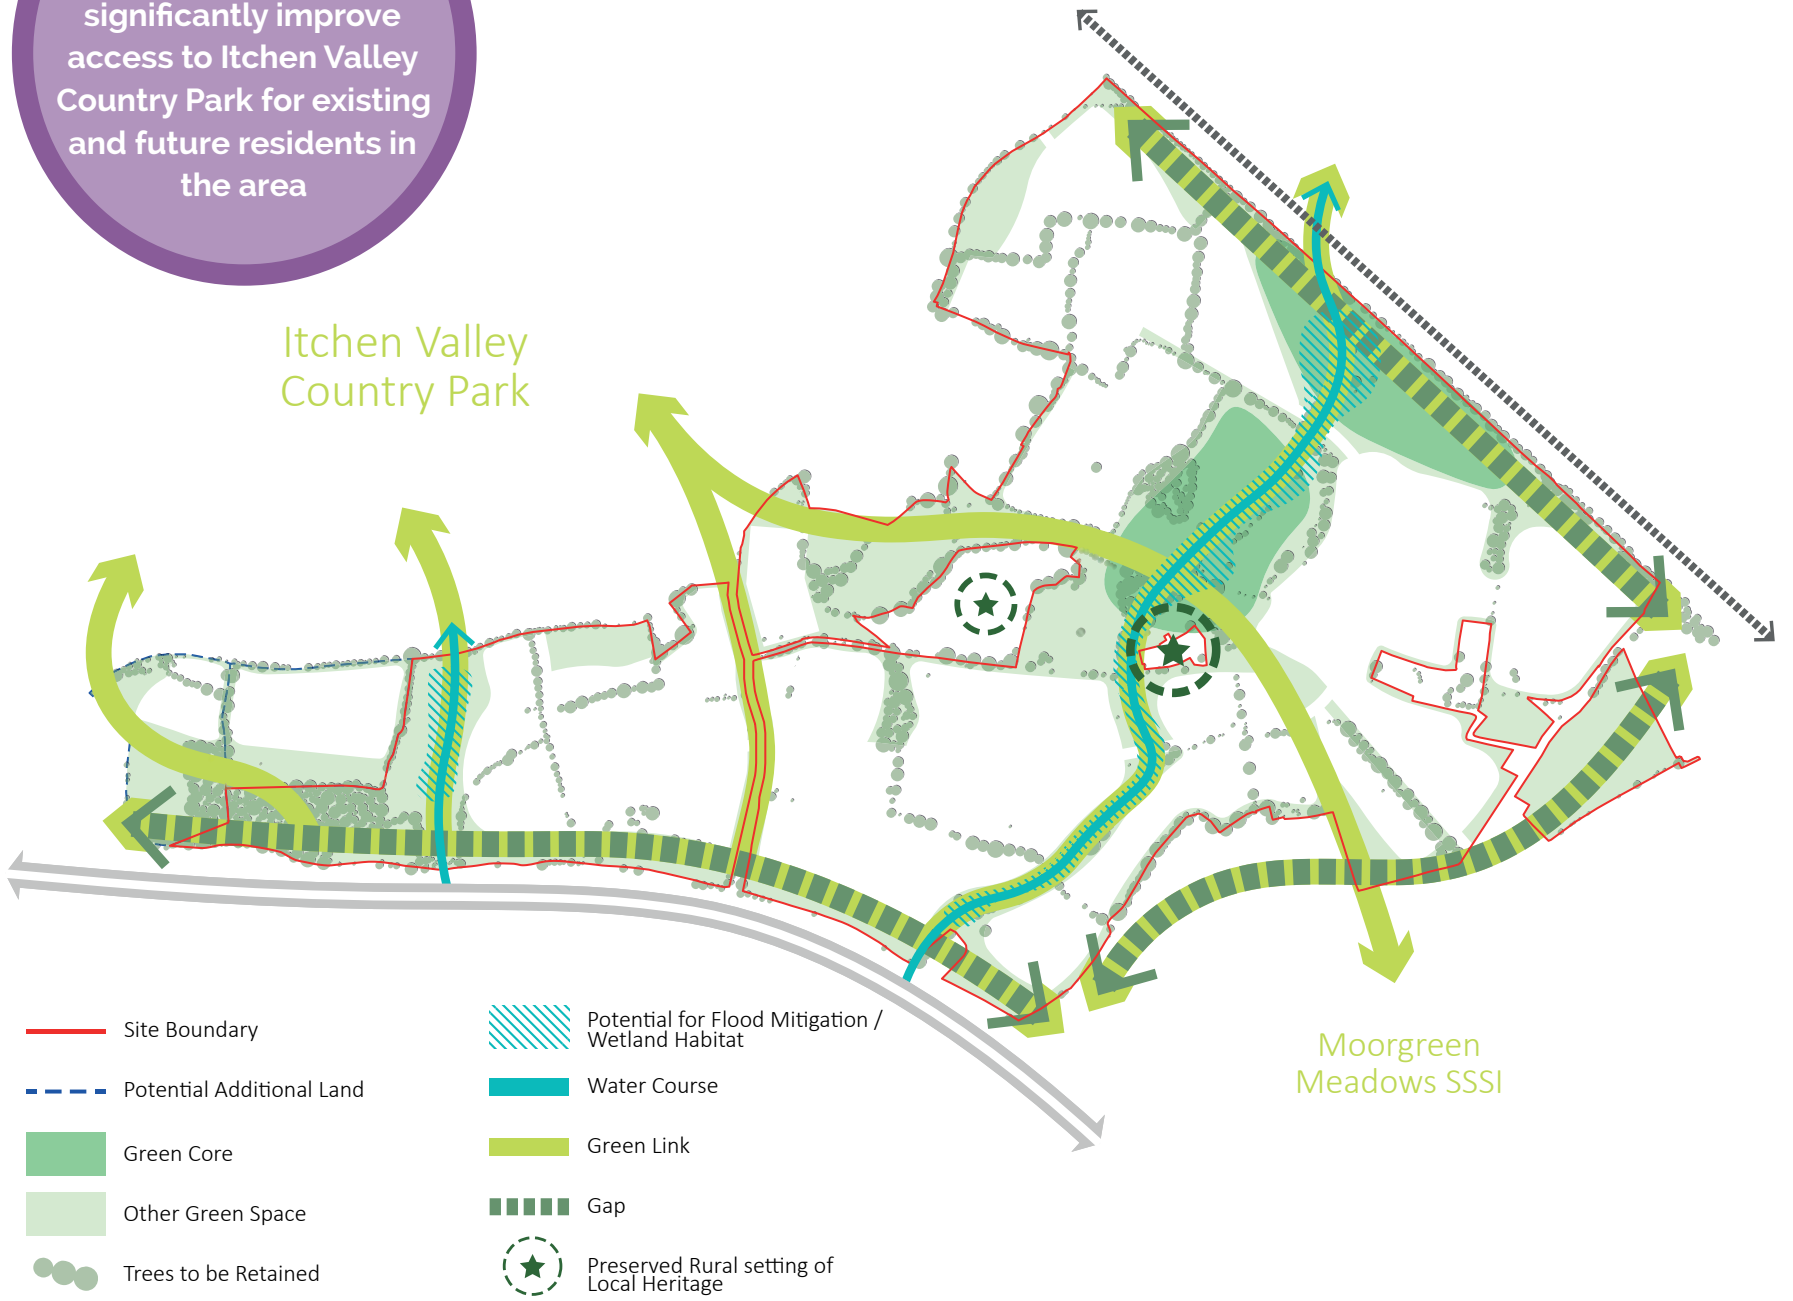 significantly improve
access to Itchen Valley
Country Park for existing
and future residents in
the area
Itchen Valley
Country Park
Moorgreen
Meadows SSSI
Site Boundary
Potential Additional Land
Green Core
Other Green Space
Trees to be Retained
Potential for Flood Mitigation /
Wetland Habitat
Water Course
Green Link
Gap
Preserved Rural setting of
Local Heritage